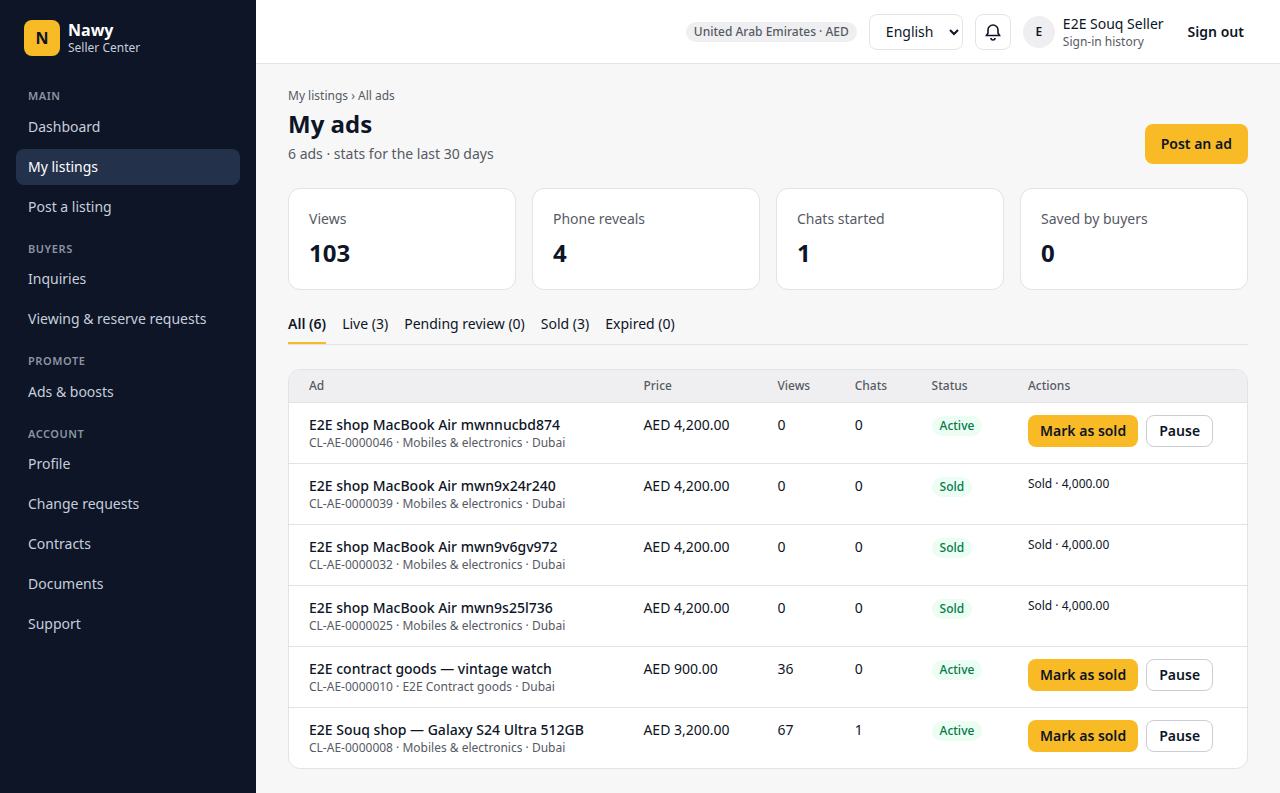 N
Nawy
Seller Center
MAIN
Dashboard
My listings
Post a listing
BUYERS
Inquiries
Viewing & reserve requests
PROMOTE
Ads & boosts
ACCOUNT
Profile
Change requests
Contracts
Documents
Support
United Arab Emirates · AED
English
E
E2E Souq Seller
Sign-in history
Sign out
My listings › All ads
My ads
6 ads · stats for the last 30 days
Post an ad
Views
103
Phone reveals
4
Chats started
1
Saved by buyers
0
All (6) Live (3) Pending review (0) Sold (3) Expired (0)
Ad Price Views Chats Status Actions
E2E shop MacBook Air mwnnucbd874 AED 4,200.00 0 0 Active Mark as sold Pause
CL-AE-0000046 · Mobiles & electronics · Dubai
E2E shop MacBook Air mwn9x24r240 AED 4,200.00 0 0 Sold Sold · 4,000.00
CL-AE-0000039 · Mobiles & electronics · Dubai
E2E shop MacBook Air mwn9v6gv972 AED 4,200.00 0 0 Sold Sold · 4,000.00
CL-AE-0000032 · Mobiles & electronics · Dubai
E2E shop MacBook Air mwn9s25l736 AED 4,200.00 0 0 Sold Sold · 4,000.00
CL-AE-0000025 · Mobiles & electronics · Dubai
E2E contract goods — vintage watch AED 900.00 36 0 Active Mark as sold Pause
CL-AE-0000010 · E2E Contract goods · Dubai
E2E Souq shop — Galaxy S24 Ultra 512GB AED 3,200.00 67 1 Active Mark as sold Pause
CL-AE-0000008 · Mobiles & electronics · Dubai